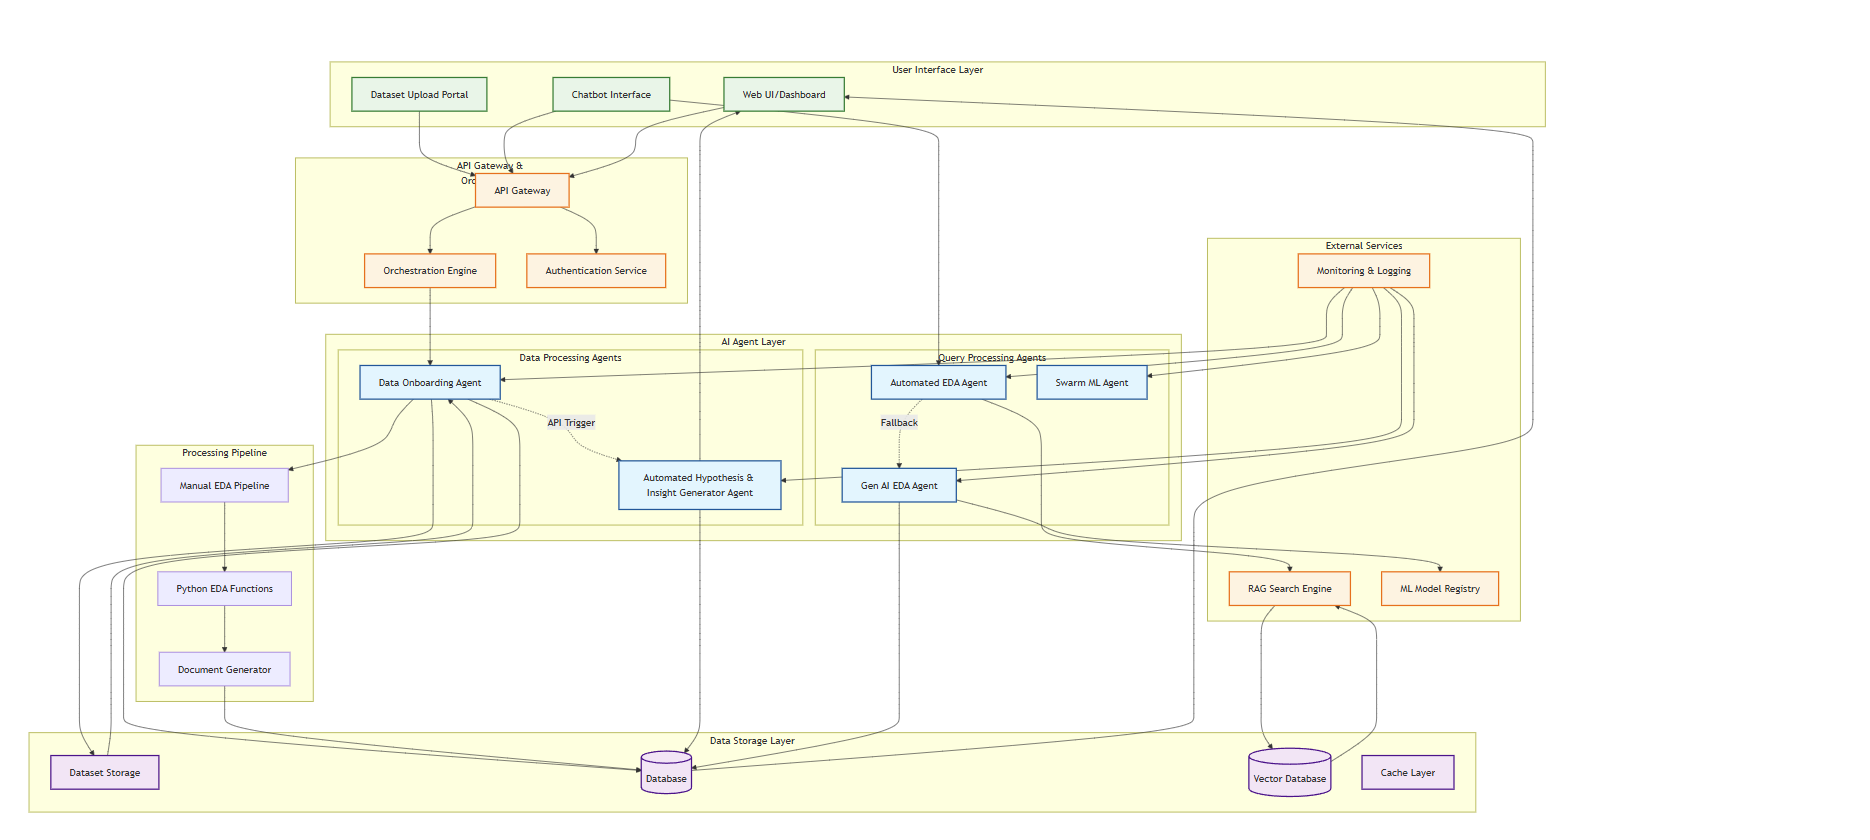 User Interface Layer
Dataset Upload Portal
Chatbot Interface
Web UI/Dashboard
API Gateway &
API Gateway
Orchestration Engine
Authentication Service
External Services
Monitoring & Logging
AI Agent Layer
Data Processing Agents
Query Processing Agents
Data Onboarding Agent
Automated EDA Agent
Swarm ML Agent
API Trigger
Fallback
Processing Pipeline
Manual EDA Pipeline
Automated Hypothesis &
Insight Generator Agent
Gen AI EDA Agent
Python EDA Functions
RAG Search Engine
ML Model Registry
Document Generator
Data Storage Layer
Dataset Storage
Database
Vector Database
Cache Layer